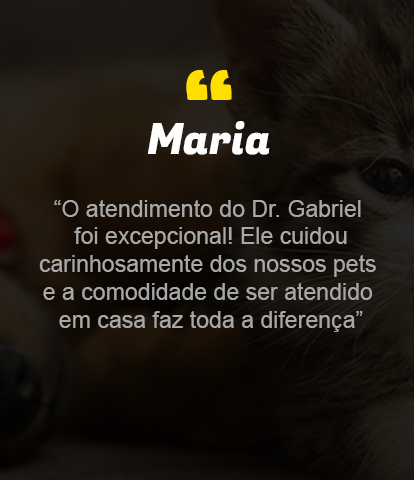 ❝
Maria
“O atendimento do Dr. Gabriel
foi excepcional! Ele cuidou
carinhosamente dos nossos pets
e a comodidade de ser atendido
em casa faz toda a diferença”